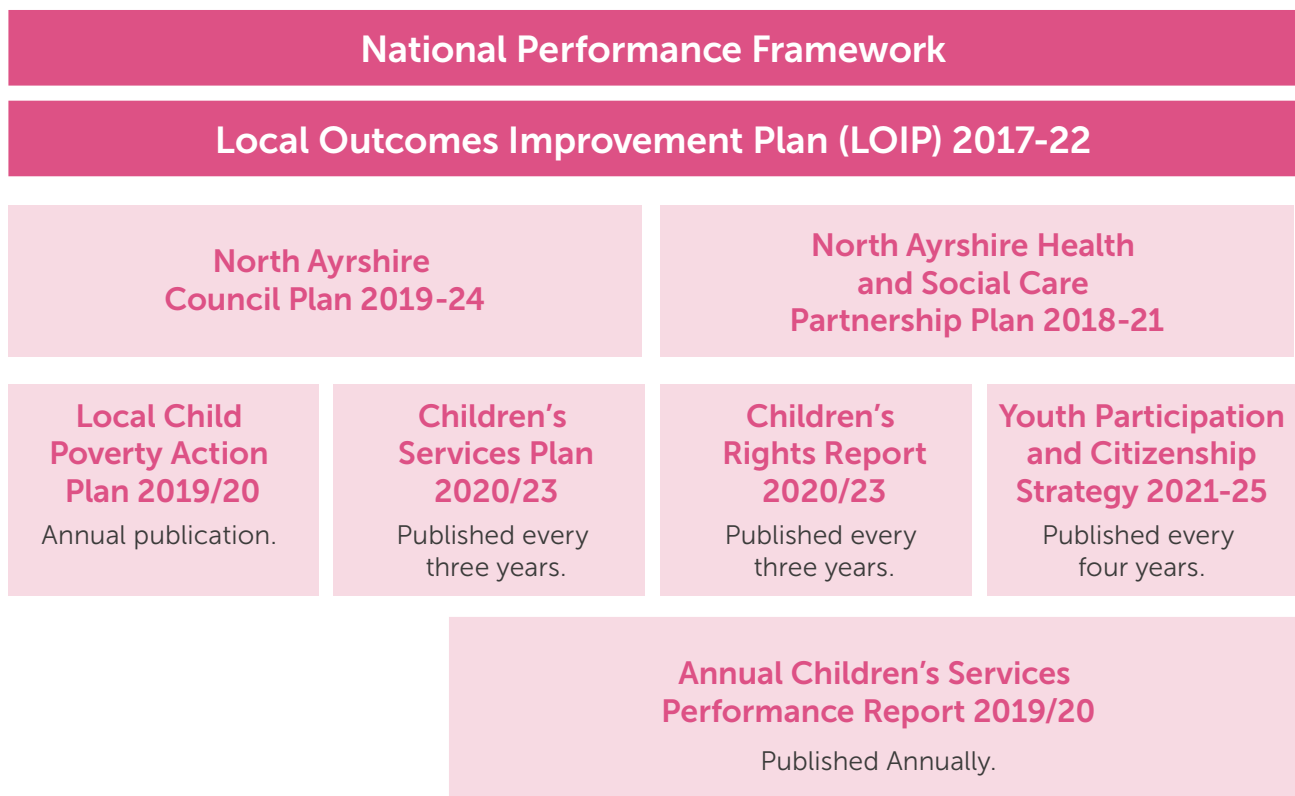 National Performance Framework
Local Outcomes Improvement Plan (LOIP) 2017-22
North Ayrshire
Council Plan 2019-24
North Ayrshire Health
and Social Care
Partnership Plan 2018-21
Local Child
Poverty Action
Plan 2019/20
Annual publication.
Children’s
Services Plan
2020/23
Published every
three years.
Children’s
Rights Report
2020/23
Published every
three years.
Youth Participation
and Citizenship
Strategy 2021-25
Published every
four years.
Annual Children’s Services
Performance Report 2019/20
Published Annually.